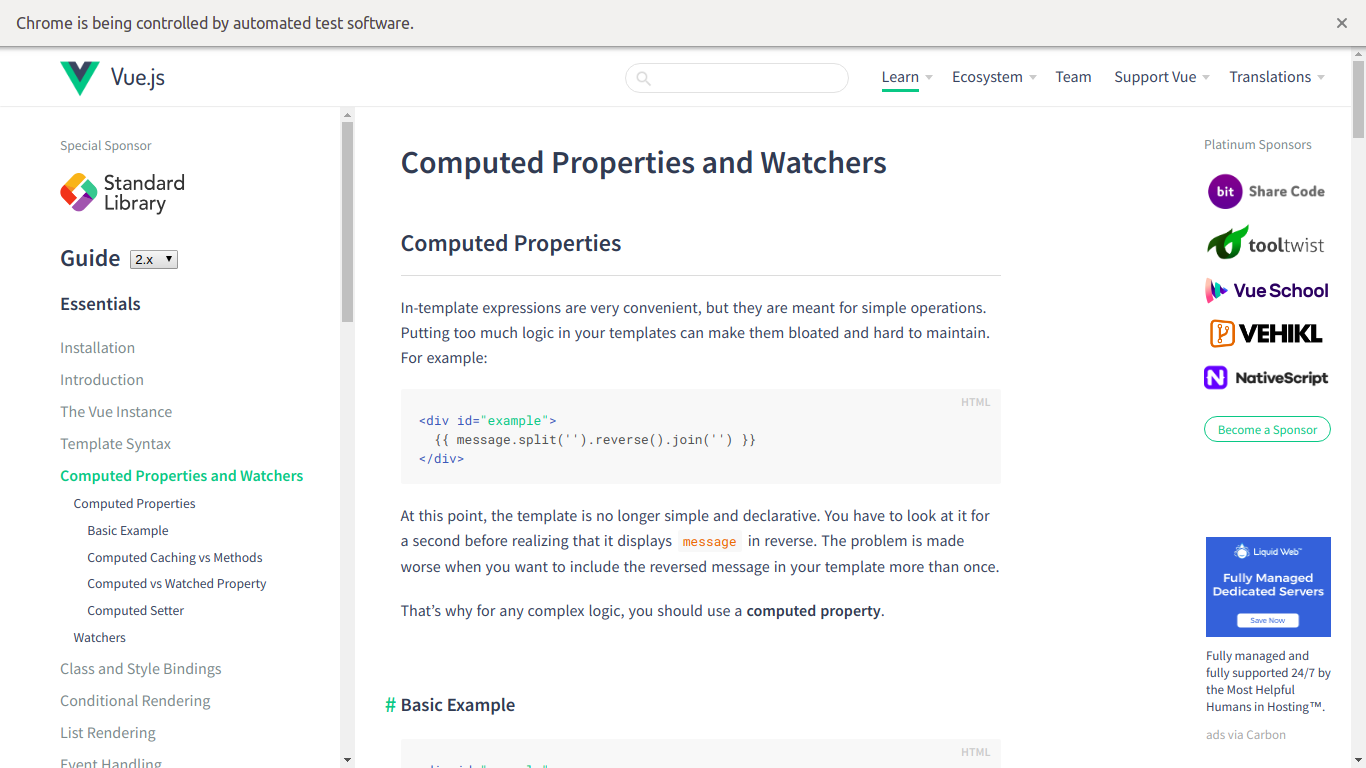 Chrome is being controlled by automated test software.
Vue.js
Learn
Ecosystem
Team
Support Vue
Translations
Special Sponsor
Standard
Library
Guide 2.x
Essentials
Installation
Introduction
The Vue Instance
Template Syntax
Computed Properties and Watchers
Computed Properties
Basic Example
Computed Caching vs Methods
Computed vs Watched Property
Computed Setter
Watchers
Class and Style Bindings
Conditional Rendering
List Rendering
Event Handling
Computed Properties and Watchers
Computed Properties
In-template expressions are very convenient, but they are meant for simple operations.
Putting too much logic in your templates can make them bloated and hard to maintain.
For example:
HTML
<div id="example">
{{ message.split('').reverse().join('') }}
</div>
At this point, the template is no longer simple and declarative. You have to look at it for
a second before realizing that it displays message in reverse. The problem is made
worse when you want to include the reversed message in your template more than once.
That’s why for any complex logic, you should use a computed property.
# Basic Example
HTML
<div id="example">
Platinum Sponsors
bit Share Code
tooltwist
Vue School
VEHIKL
NativeScript
Become a Sponsor
Liquid Web™
Fully Managed
Dedicated Servers
Save Now
Fully managed and
fully supported 24/7 by
the Most Helpful
Humans in Hosting™.
ads via Carbon